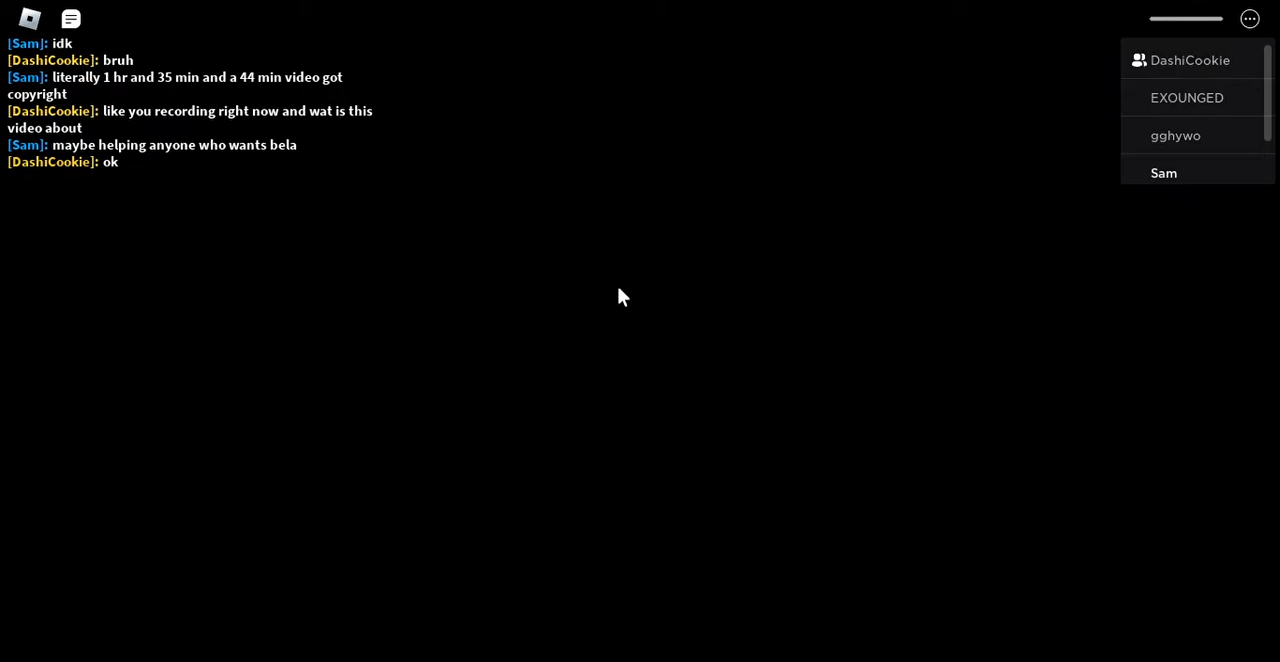 [Sam]: idk
[DashiCookie]: bruh
[Sam]: literally 1 hr and 35 min and a 44 min video got
copyright
[DashiCookie]: like you recording right now and wat is this
video about
[Sam]: maybe helping anyone who wants bela
[DashiCookie]: ok
DashiCookie
EXOUNGED
gghywo
Sam